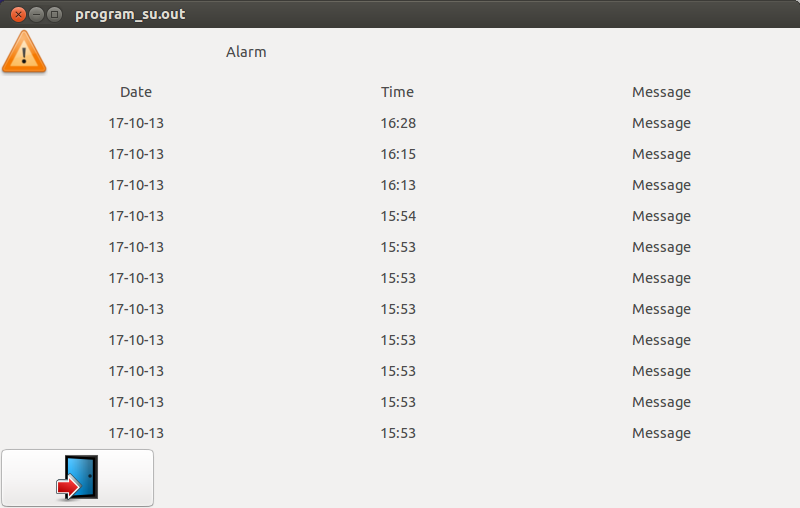 program_su.out
Alarm
Date Time Message
17-10-13 16:28 Message
17-10-13 16:15 Message
17-10-13 16:13 Message
17-10-13 15:54 Message
17-10-13 15:53 Message
17-10-13 15:53 Message
17-10-13 15:53 Message
17-10-13 15:53 Message
17-10-13 15:53 Message
17-10-13 15:53 Message
17-10-13 15:53 Message